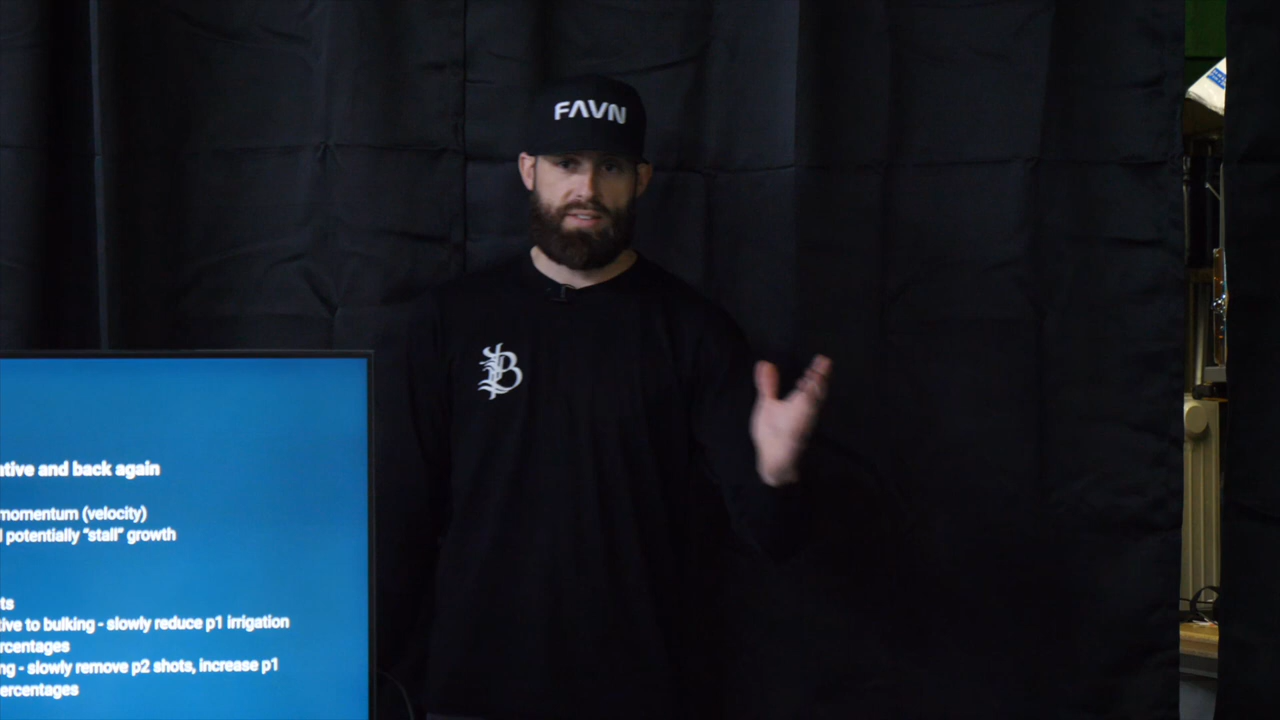 FAVN
B
ative and back again
momentum (velocity)
potentially “stall” growth
ts
tive to bulking - slowly reduce p1 irrigation
rcentages
ng - slowly remove p2 shots, increase p1
ercentages